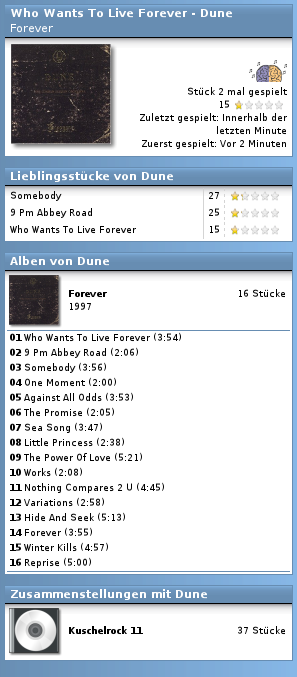 Who Wants To Live Forever - Dune
Forever
DUNE
FOREVER
Stück 2 mal gespielt
15
Zuletzt gespielt: Innerhalb der
letzten Minute
Zuerst gespielt: Vor 2 Minuten
Lieblingsstücke von Dune
Somebody 27
9 Pm Abbey Road 25
Who Wants To Live Forever 15
Alben von Dune
Forever 16 Stücke
1997
01 Who Wants To Live Forever (3:54)
02 9 Pm Abbey Road (2:06)
03 Somebody (3:56)
04 One Moment (2:00)
05 Against All Odds (3:53)
06 The Promise (2:05)
07 Sea Song (3:47)
08 Little Princess (2:38)
09 The Power Of Love (5:21)
10 Works (2:08)
11 Nothing Compares 2 U (4:45)
12 Variations (2:58)
13 Hide And Seek (5:13)
14 Forever (3:55)
15 Winter Kills (4:57)
16 Reprise (5:00)
Zusammenstellungen mit Dune
Kuschelrock 11 37 Stücke